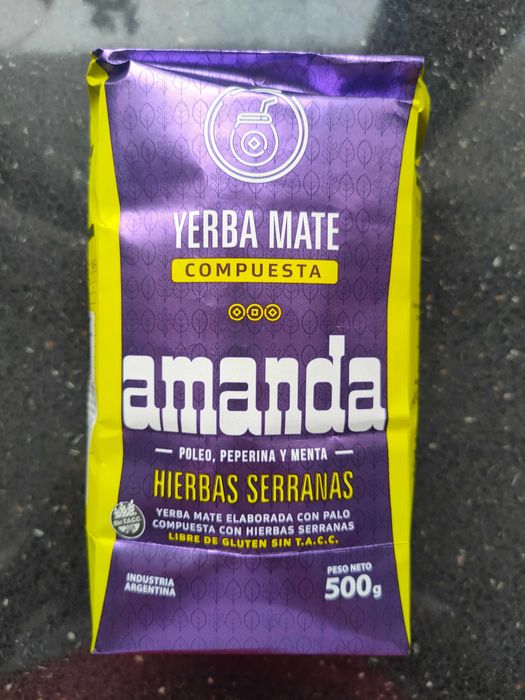 YERBA MATE
COMPUESTA
amanda
POLEO, PEPERINA Y MENTA
HIERBAS SERRANAS
Sin T.A.C.C.
YERBA MATE ELABORADA CON PALO
COMPUESTA CON HIERBAS SERRANAS
LIBRE DE GLUTEN SIN T.A.C.C.
INDUSTRIA
ARGENTINA
PESO NETO
500g